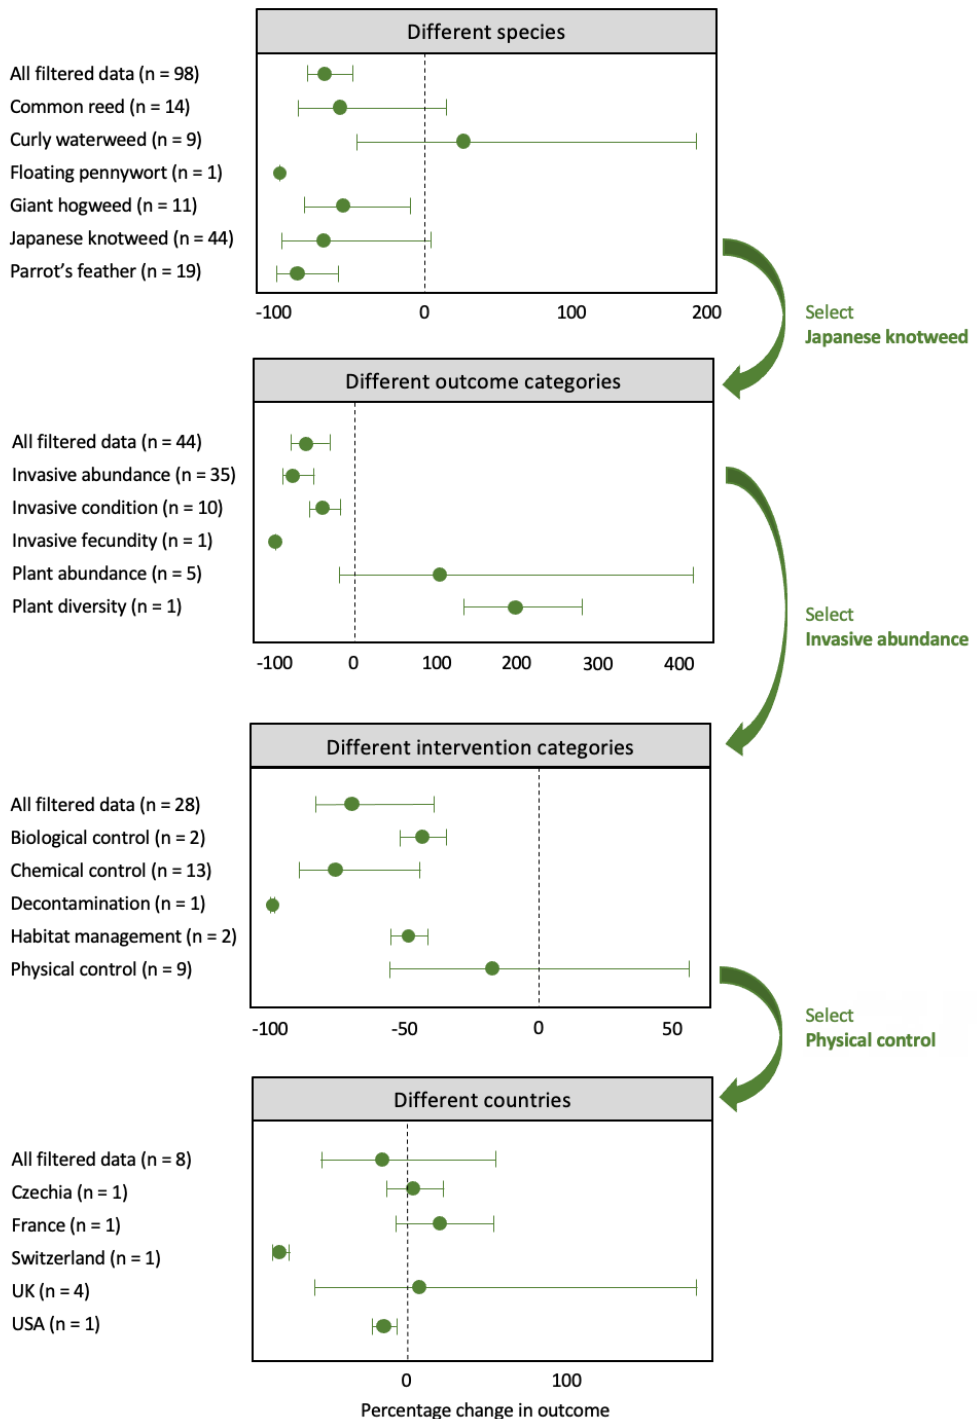 Different species
All filtered data (n = 98)
Common reed (n = 14)
Curly waterweed (n = 9)
Floating pennywort (n = 1)
Giant hogweed (n = 11)
Japanese knotweed (n = 44)
Parrot's feather (n = 19)
-100 0 100 200
Select
Japanese knotweed
Different outcome categories
All filtered data (n = 44)
Invasive abundance (n = 35)
Invasive condition (n = 10)
Invasive fecundity (n = 1)
Plant abundance (n = 5)
Plant diversity (n = 1)
-100 0 100 200 300 400
Select
Invasive abundance
Different intervention categories
All filtered data (n = 28)
Biological control (n = 2)
Chemical control (n = 13)
Decontamination (n = 1)
Habitat management (n = 2)
Physical control (n = 9)
-100 -50 0 50
Select
Physical control
Different countries
All filtered data (n = 8)
Czechia (n = 1)
France (n = 1)
Switzerland (n = 1)
UK (n = 4)
USA (n = 1)
0 100
Percentage change in outcome